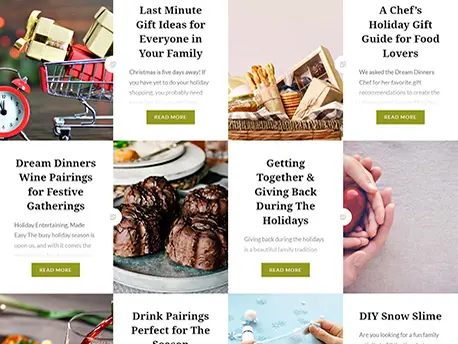 Last Minute
Gift Ideas for
Everyone in
Your Family
Christmas is five days away! If
you have yet to do your holiday
shopping, you probably need
READ MORE
A Chef's
Holiday Gift
Guide for Food
Lovers
We asked the Dream Dinners
Chef for her favorite gift
recommendations to create the
READ MORE
Dream Dinners
Wine Pairings
for Festive
Gatherings
Holiday Entertaining, Made
Easy The busy holiday season is
upon us, and with it comes the
READ MORE
Getting
Together &
Giving Back
During The
Holidays
Giving back during the holidays
is a beautiful family tradition
READ MORE
Drink Pairings
Perfect for The
Season
DIY Snow Slime
Are you looking for a fun family